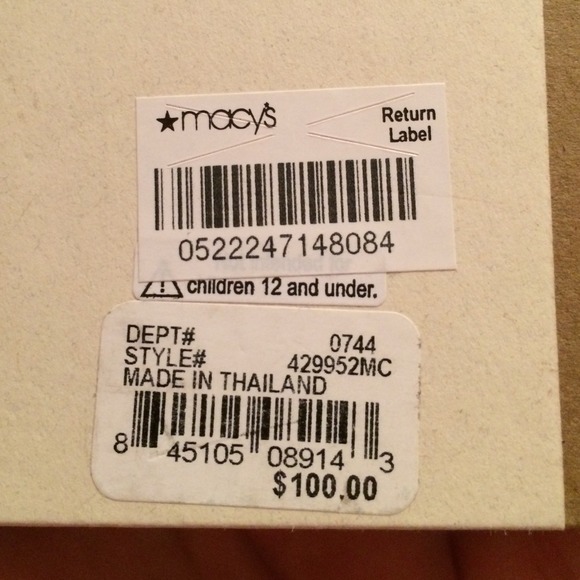 ★macy's
Return
Label
0522247148084
children 12 and under.
DEPT# 0744
STYLE# 429952MC
MADE IN THAILAND
8 45105 08914 3
$100.00